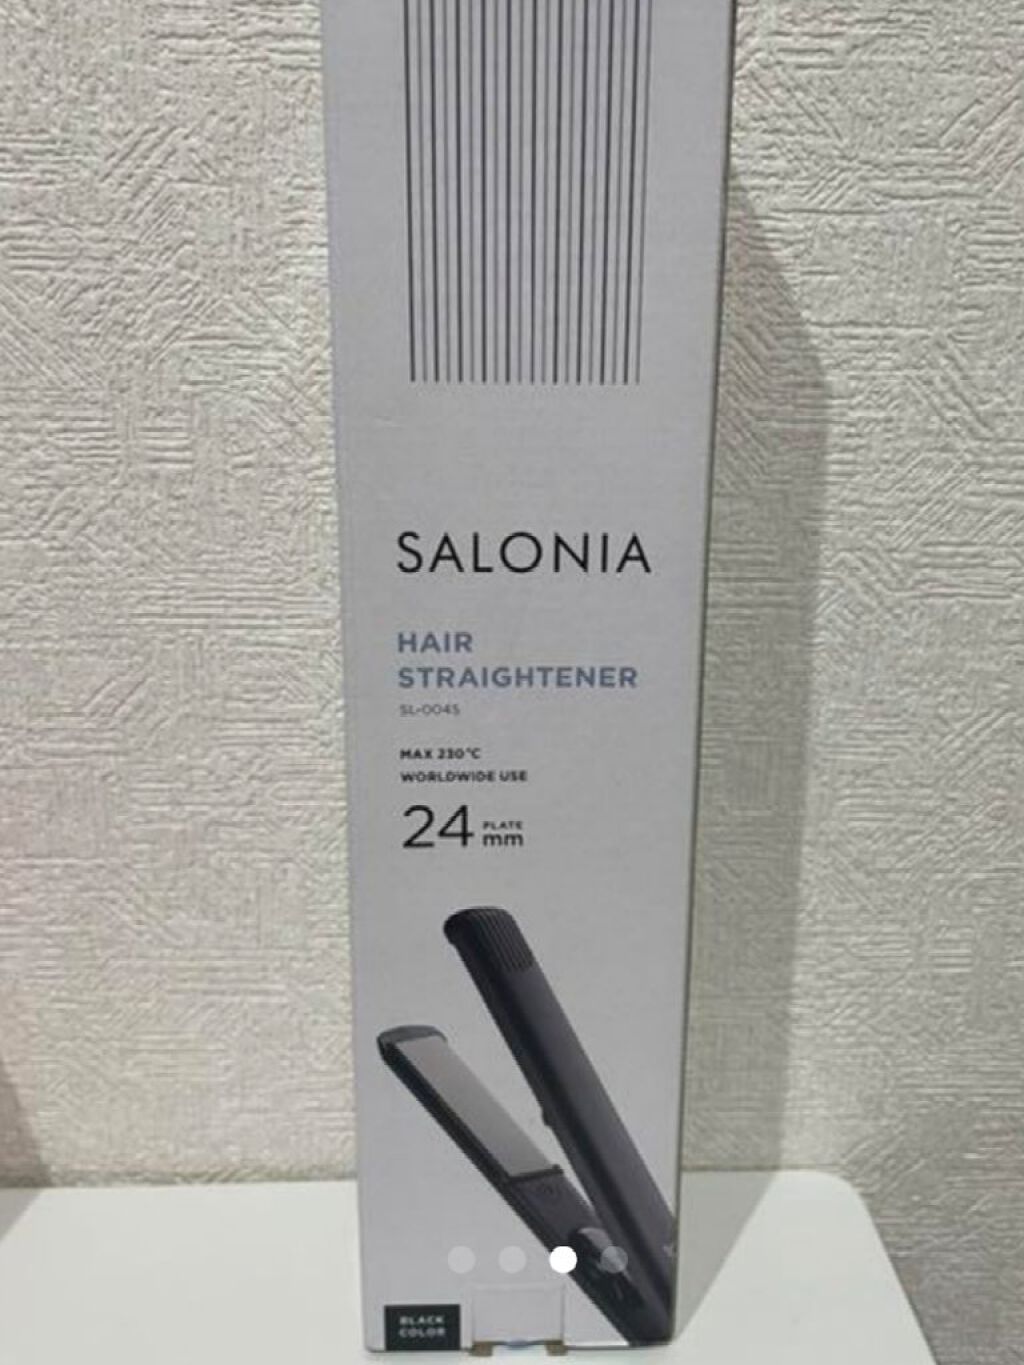 SALONIA
HAIR
STRAIGHTENER
SL-004S
MAX 230°C
WORLDWIDE USE
24 PLATE mm
BLACK
COLOR